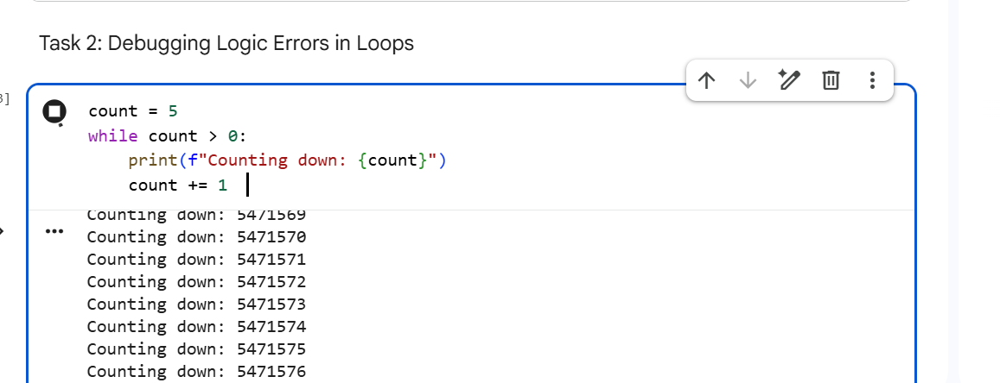 Task 2: Debugging Logic Errors in Loops
3]
count = 5
while count > 0:
    print(f"Counting down: {count}")
    count += 1
Counting down: 5471569
Counting down: 5471570
Counting down: 5471571
Counting down: 5471572
Counting down: 5471573
Counting down: 5471574
Counting down: 5471575
Counting down: 5471576